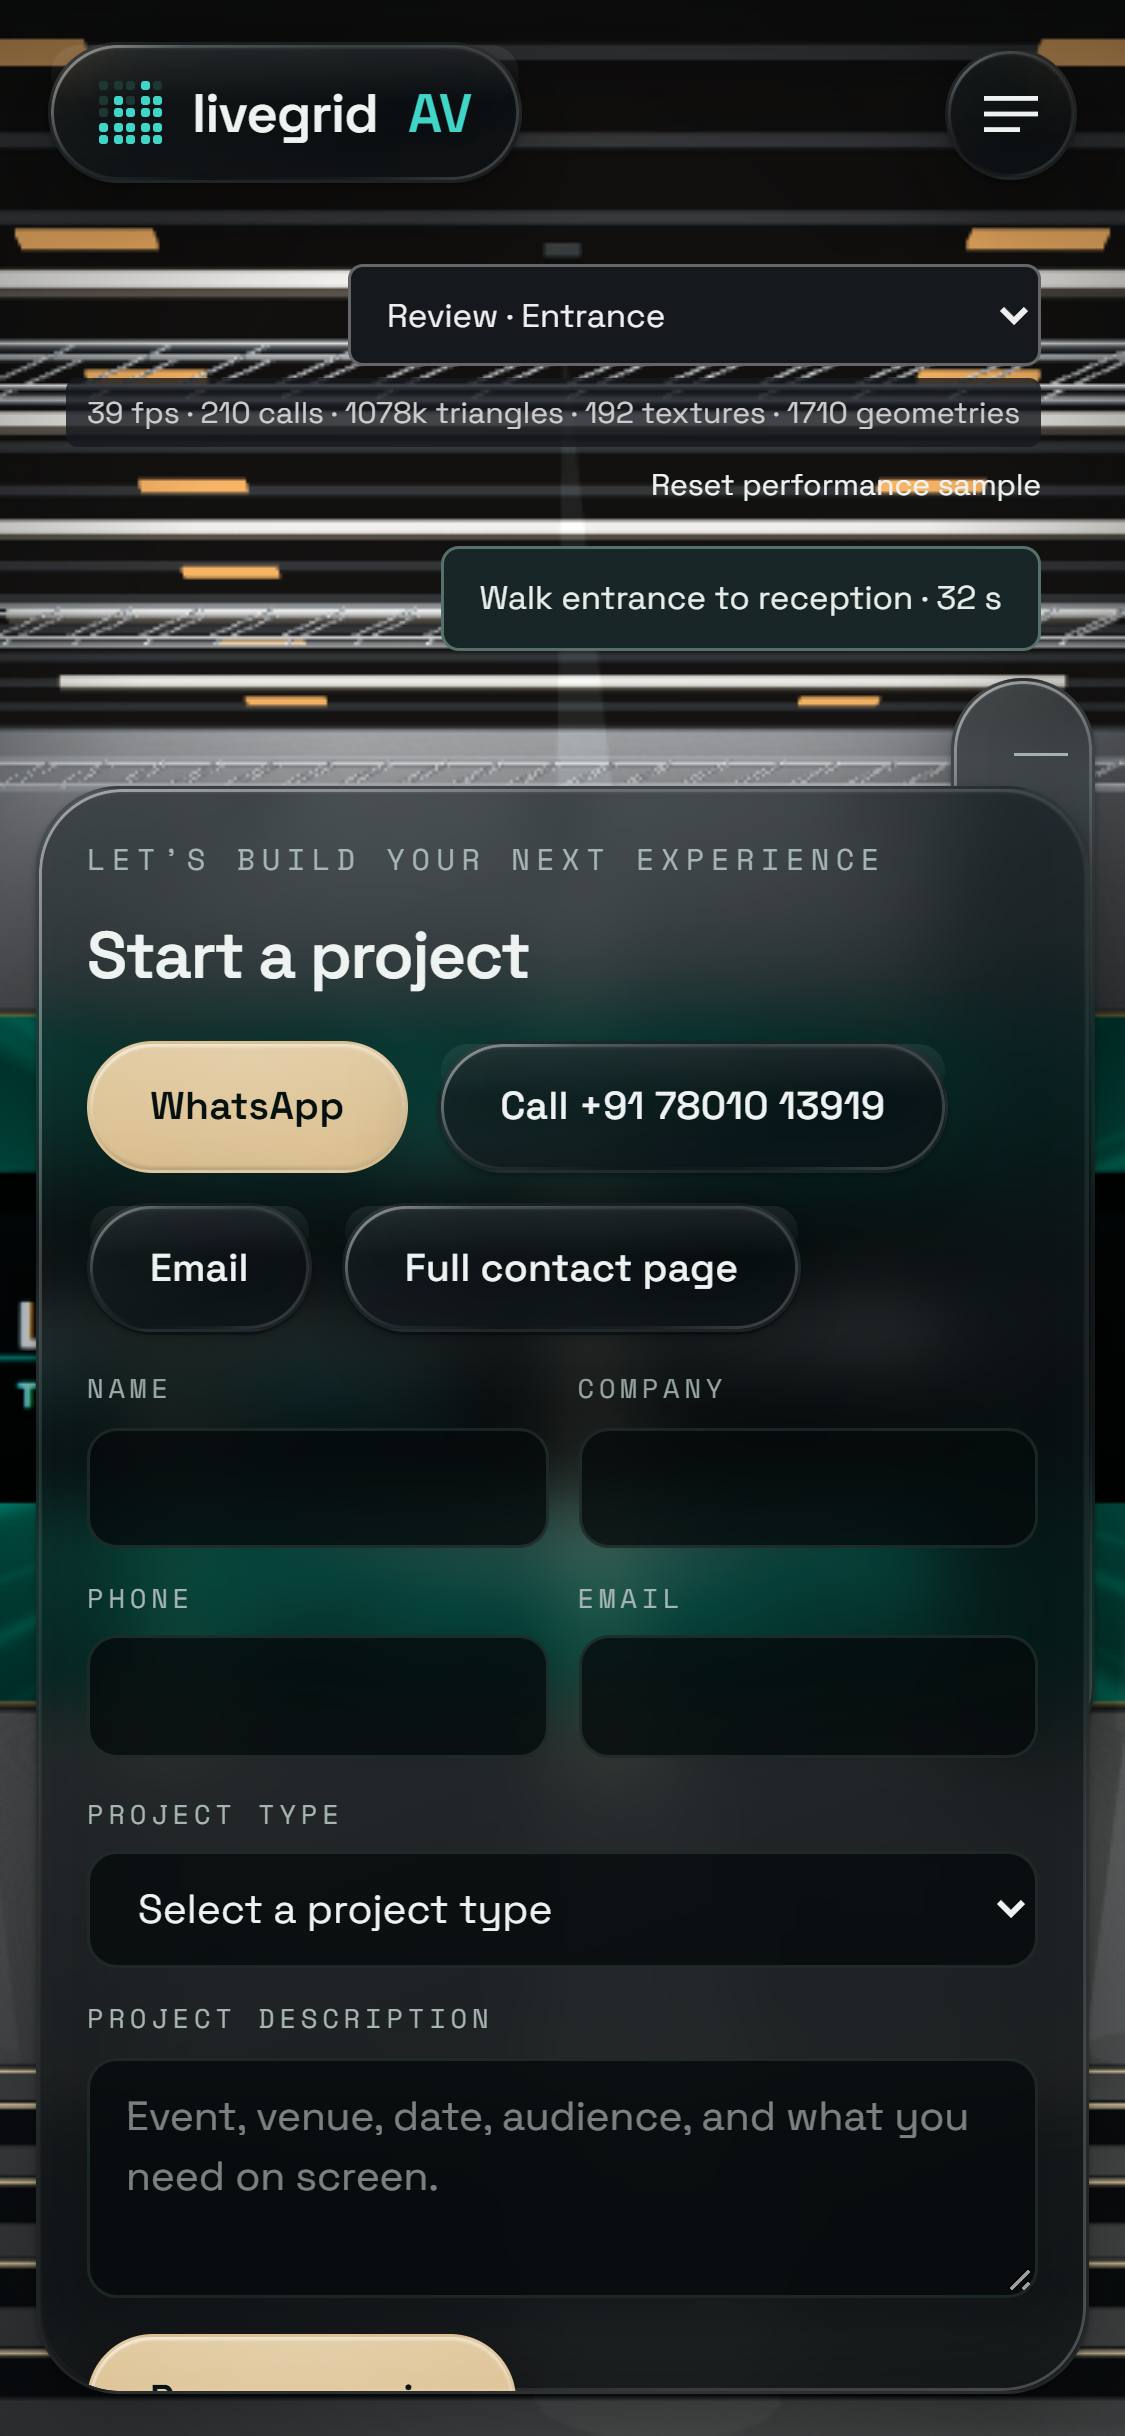 livegrid AV
Review · Entrance
39 fps · 210 calls · 1078k triangles · 192 textures · 1710 geometries
Reset performance sample
Walk entrance to reception · 32 s
LET'S BUILD YOUR NEXT EXPERIENCE
Start a project
WhatsApp
Call +91 78010 13919
Email
Full contact page
NAME
COMPANY
PHONE
EMAIL
PROJECT TYPE
Select a project type
PROJECT DESCRIPTION
Event, venue, date, audience, and what you
need on screen.